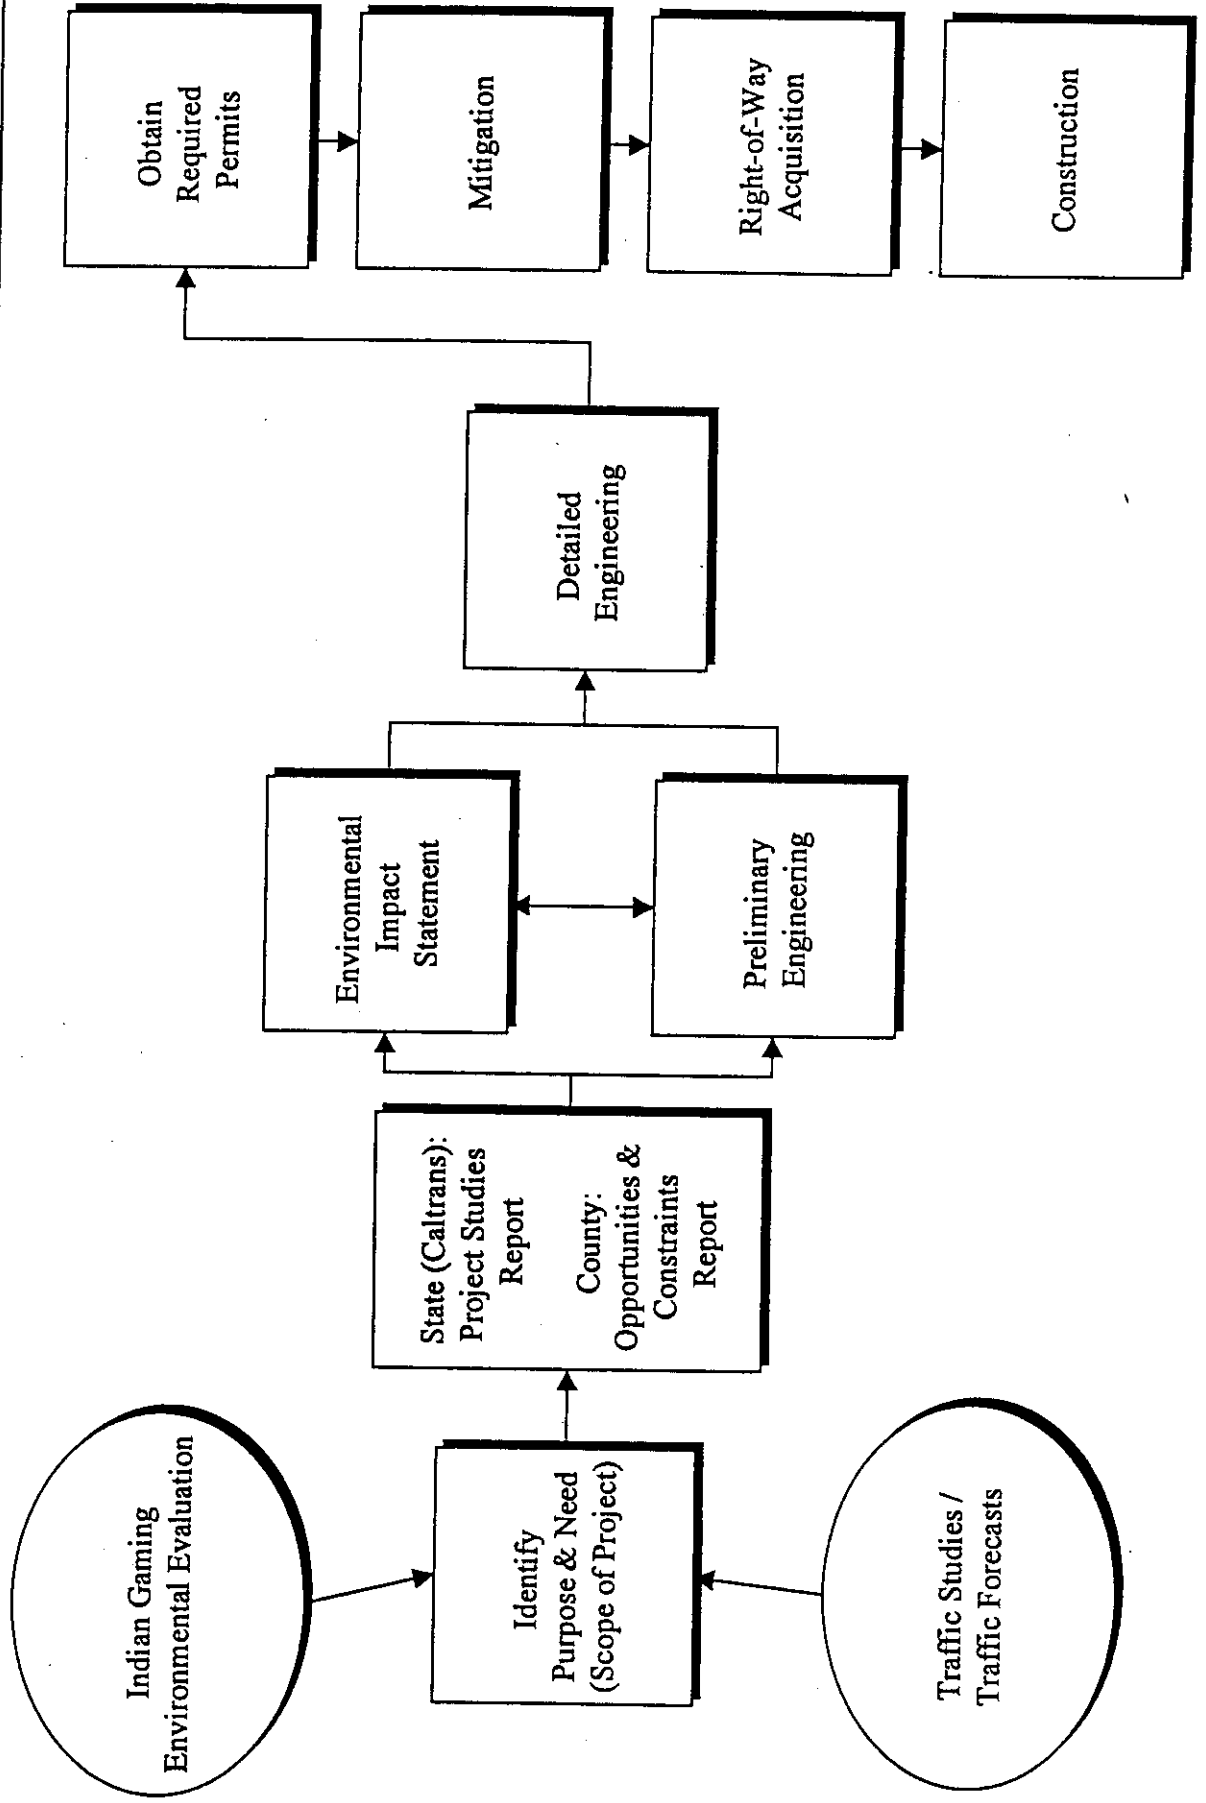 Indian Gaming
Environmental Evaluation
Identify
Purpose & Need
(Scope of Project)
Traffic Studies /
Traffic Forecasts
State (Caltrans):
Project Studies
Report
County:
Opportunities &
Constraints
Report
Environmental
Impact
Statement
Preliminary
Engineering
Detailed
Engineering
Obtain
Required
Permits
Mitigation
Right-of-Way
Acquisition
Construction